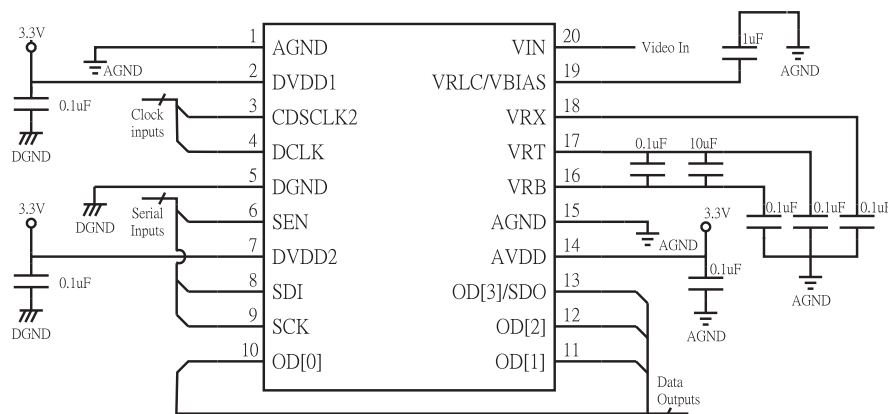 3.3V
0.1uF
DGND
AGND
Clock
inputs
DGND
Serial
Inputs
3.3V
0.1uF
DGND
1 AGND
2 DVDD1
3 CDSCLK2
4 DCLK
5 DGND
6 SEN
7 DVDD2
8 SDI
9 SCK
10 OD[0]
VIN 20
VRLC/VBIAS 19
VRX 18
VRT 17
VRB 16
AGND 15
AVDD 14
OD[3]/SDO 13
OD[2] 12
OD[1] 11
Video In
1uF
AGND
0.1uF 10uF
0.1uF 0.1uF 0.1uF
AGND
AGND
3.3V
0.1uF
AGND
Data
Outputs